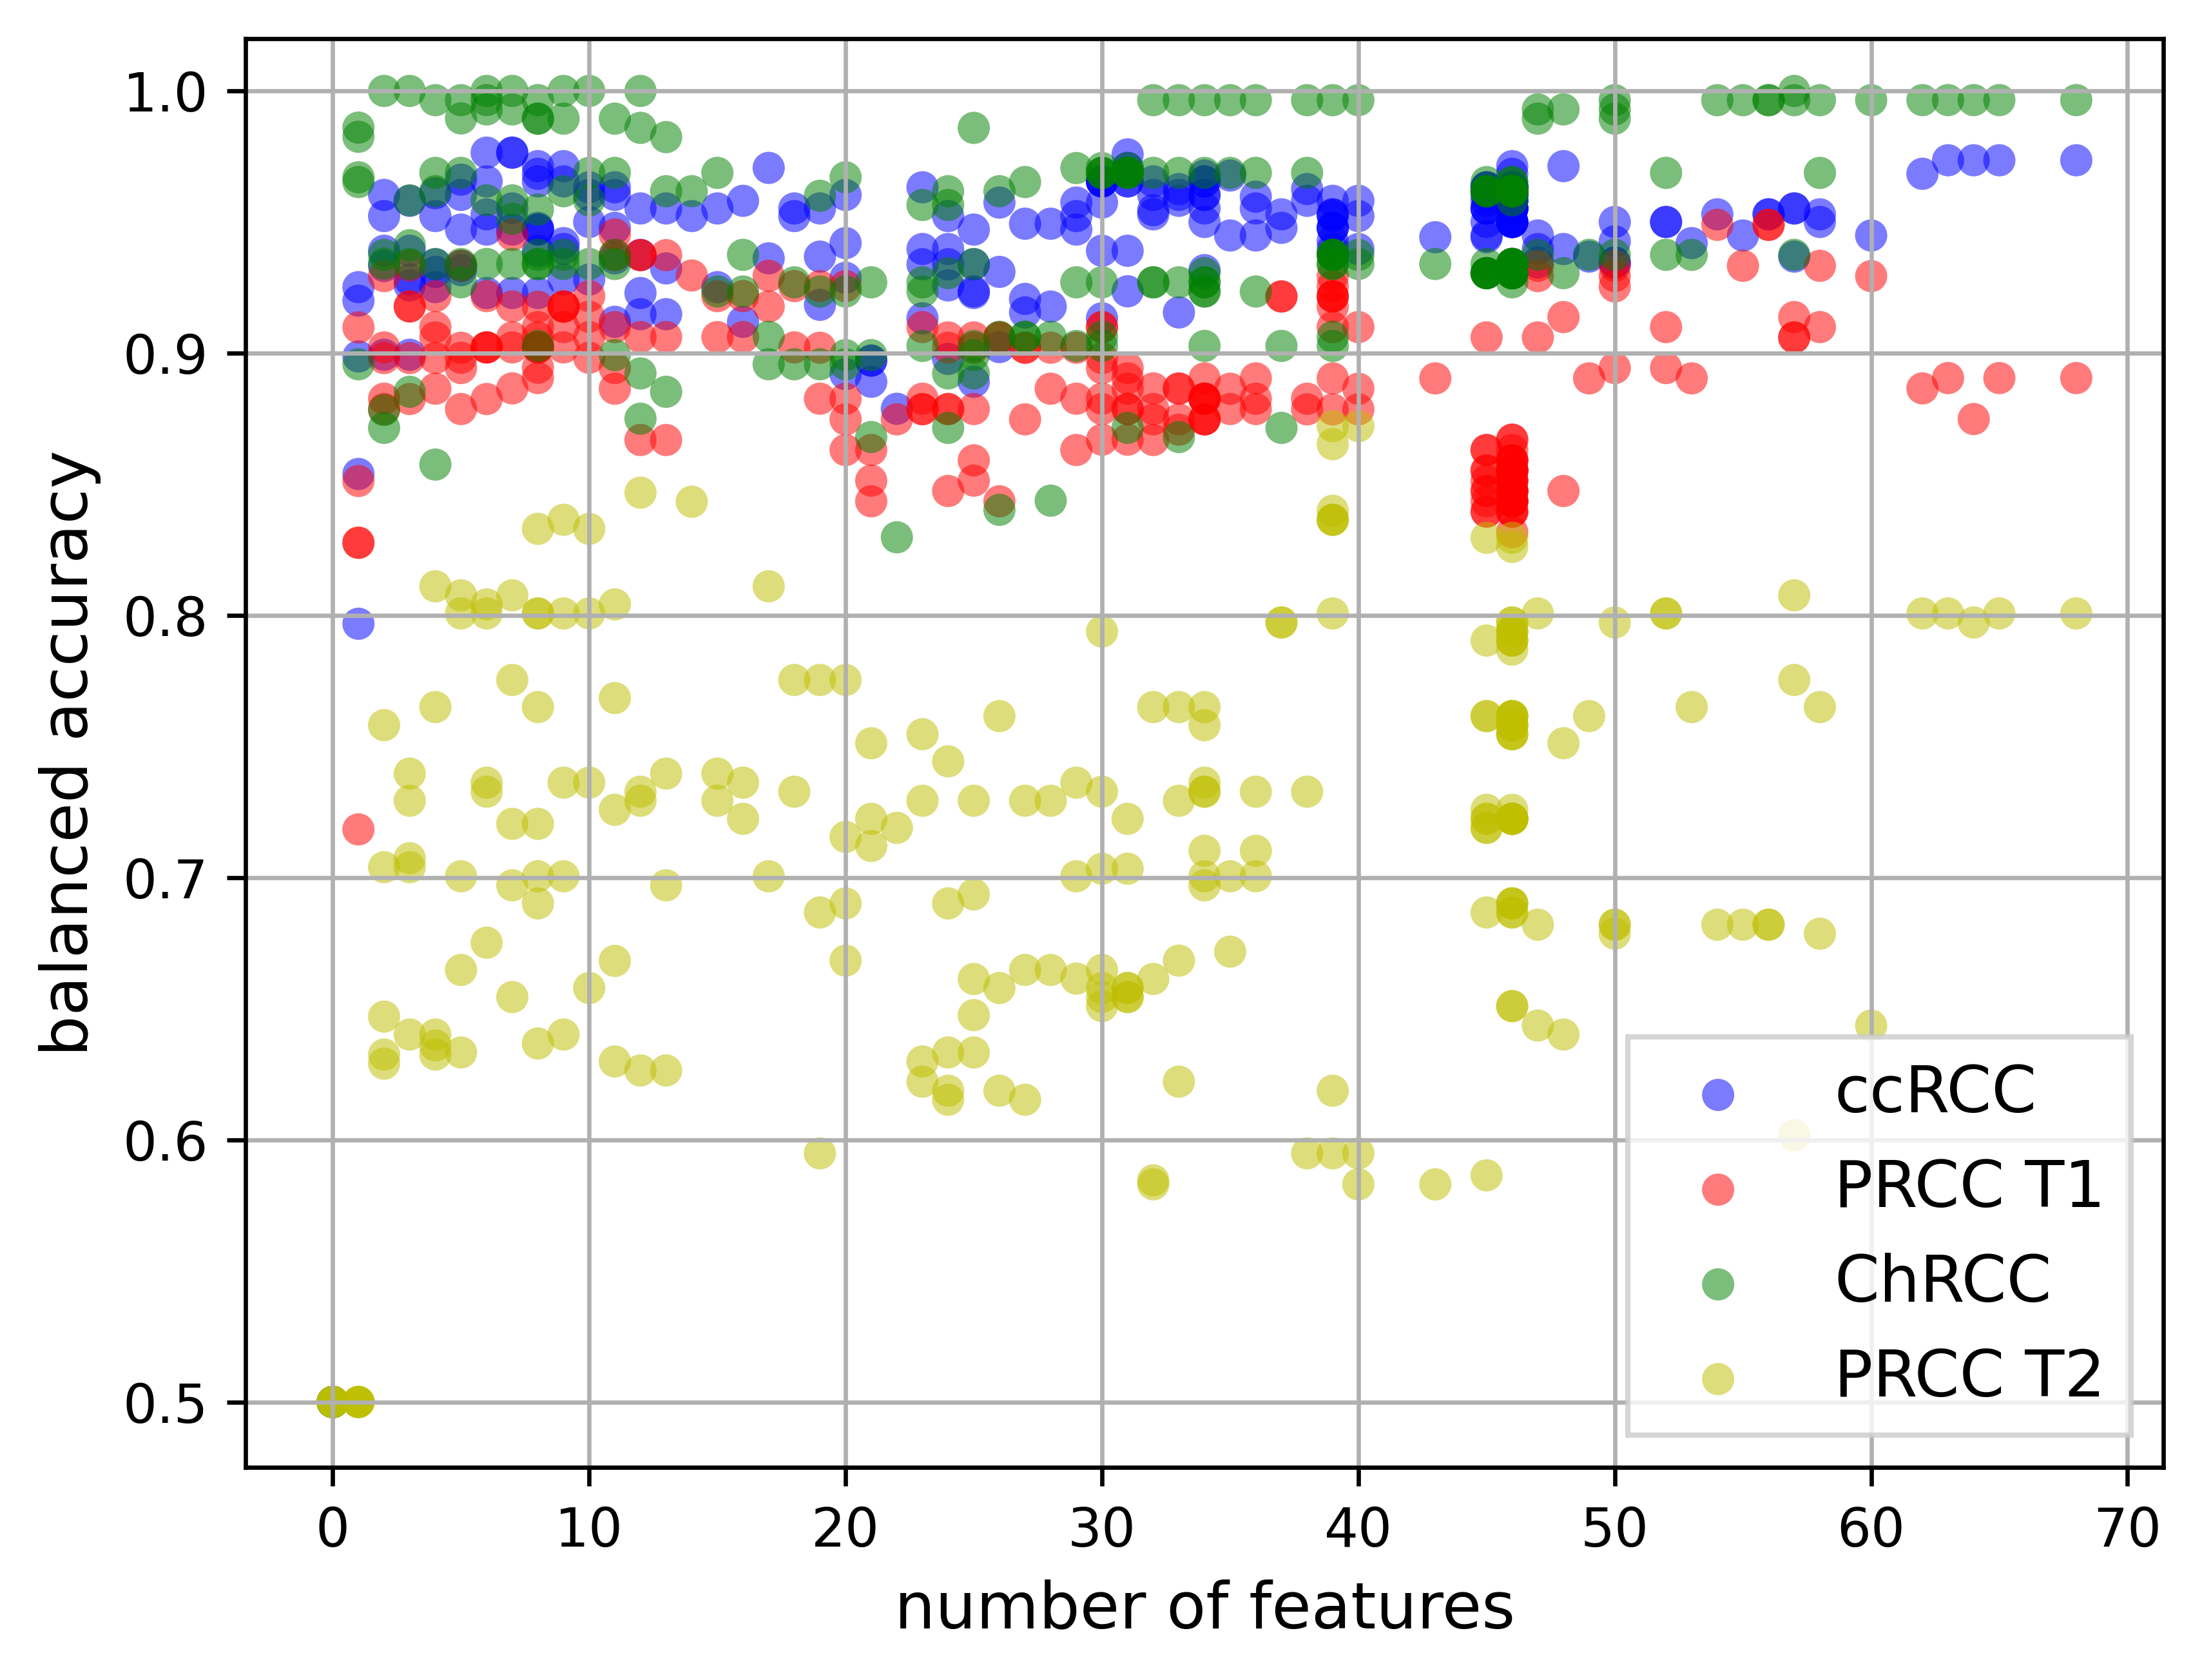 1.0
0.9
0.8
0.7
0.6
0.5
balanced accuracy
0 10 20 30 40 50 60 70
number of features
ccRCC
PRCC T1
ChRCC
PRCC T2